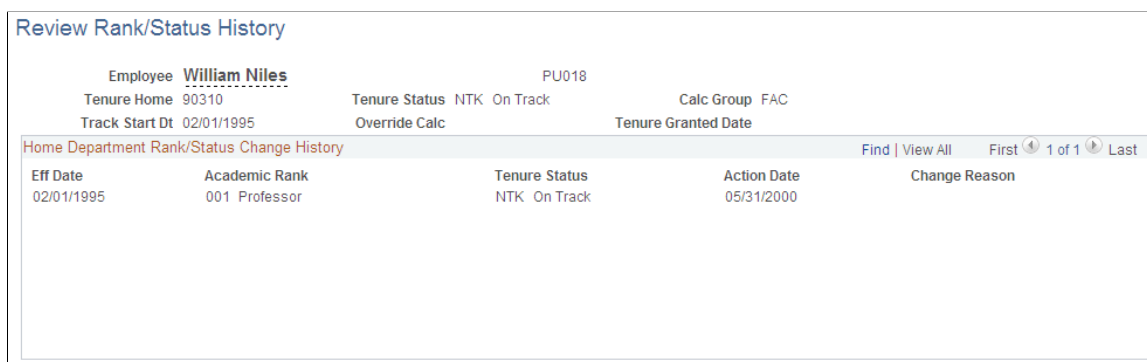 Review Rank/Status History
Employee William Niles PU018
Tenure Home 90310 Tenure Status NTK On Track Calc Group FAC
Track Start Dt 02/01/1995 Override Calc Tenure Granted Date
Home Department Rank/Status Change History Find | View All First 1 of 1 Last
Eff Date Academic Rank Tenure Status Action Date Change Reason
02/01/1995 001 Professor NTK On Track 05/31/2000